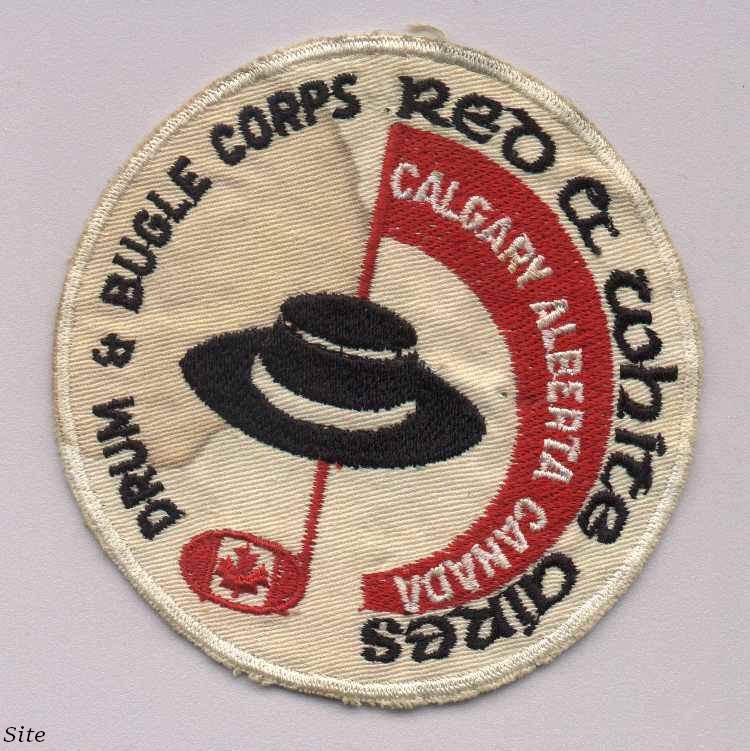 DRUM & BUGLE CORPS
Red & white aires
CALGARY ALBERTA CANADA
Site